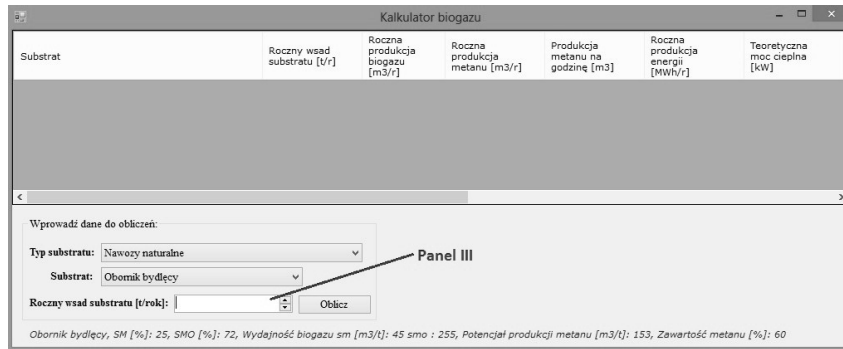 Kalkulator biogazu
Substrat
Roczny wsad
substratu [t/r]
Roczna
produkcja
biogazu
[m3/r]
Roczna
produkcja
metanu [m3/r]
Produkcja
metanu na
godzinę [m3]
Roczna
produkcja
energii
[MWh/r]
Teoretyczna
moc cieplna
[kW]
Wprowadź dane do obliczeń:
Typ substratu: Nawozy naturalne
Panel III
Substrat: Obornik bydlęcy
Roczny wsad substratu [t/rok]: Oblicz
Obornik bydlęcy, SM [%]: 25, SMO [%]: 72, Wydajność biogazu sm [m3/t]: 45 smo : 255, Potencjał produkcji metanu [m3/t]: 153, Zawartość metanu [%]: 60